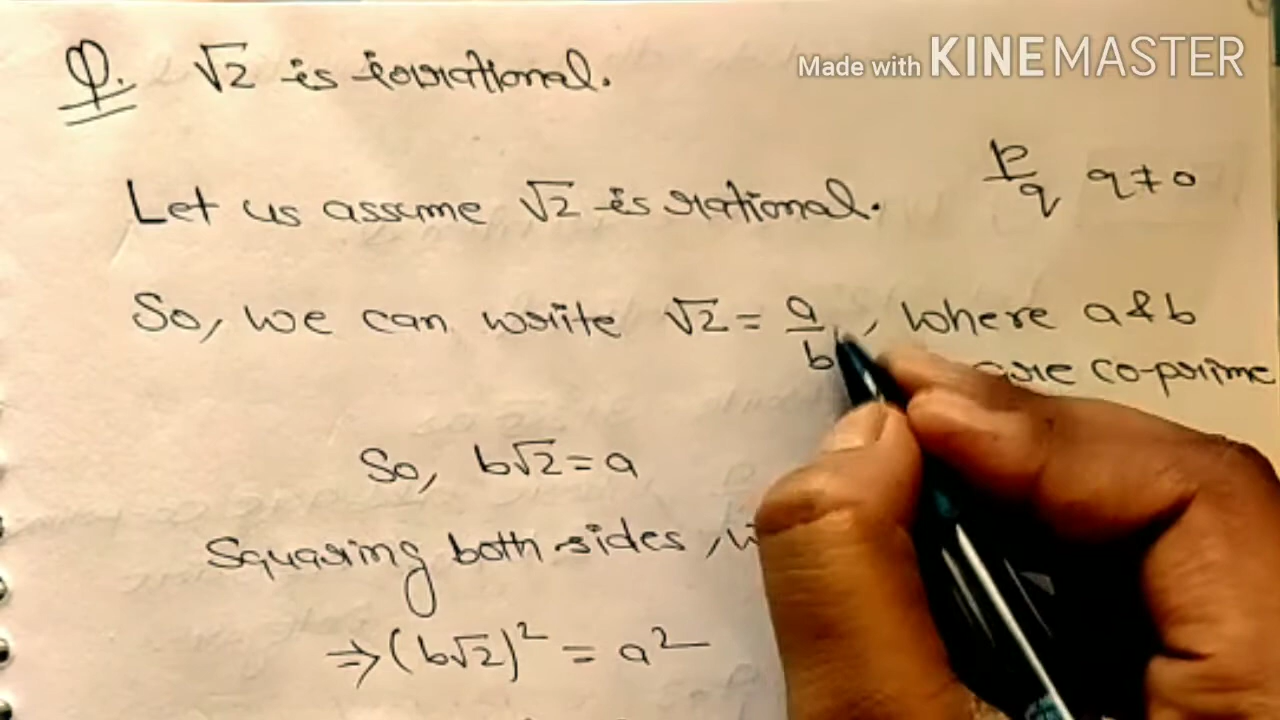 Q. √2 is irrational.
Made with KINEMASTER
p/q q≠0
Let us assume √2 is rational.
So, we can write √2 = a/b, where a & b
are co-prime
So, b√2 = a
Squaring both sides,
⇒ (b√2)² = a²